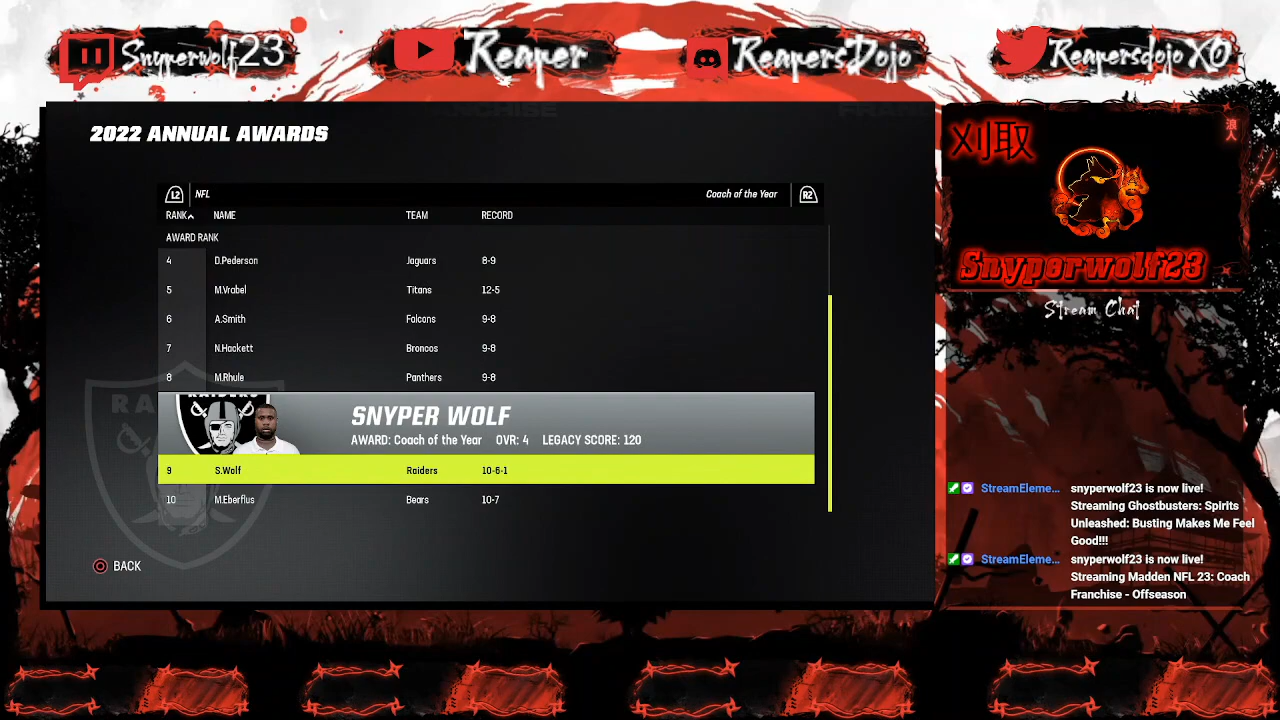 Snyperwolf23
Reaper
ReapersDojo
ReapersdojoXO
2022 ANNUAL AWARDS
L2 NFL Coach of the Year R2
RANK NAME TEAM RECORD
AWARD RANK
4 D.Pederson Jaguars 8-9
5 M.Vrabel Titans 12-5
6 A.Smith Falcons 9-8
7 N.Hackett Broncos 9-8
8 M.Rhule Panthers 9-8
RAIDERS
SNYPER WOLF
AWARD: Coach of the Year OVR: 4 LEGACY SCORE: 120
9 S.Wolf Raiders 10-6-1
10 M.Eberflus Bears 10-7
BACK
刈取
浪人
Snyperwolf23
Stream Chat
StreamEleme... snyperwolf23 is now live!
Streaming Ghostbusters: Spirits
Unleashed: Busting Makes Me Feel
Good!!!
StreamEleme... snyperwolf23 is now live!
Streaming Madden NFL 23: Coach
Franchise - Offseason